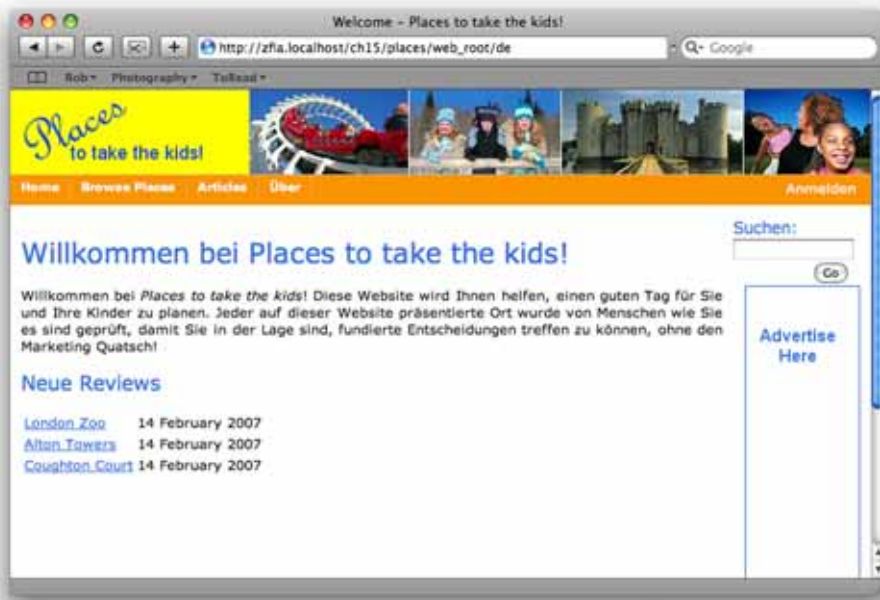 Welcome – Places to take the kids!
http://zfia.localhost/ch15/places/web_root/de
Google
Rob Photography ToRead
Places
to take the kids!
Home Browse Places Articles Über Anmelden
Suchen:
Go
Willkommen bei Places to take the kids!
Willkommen bei Places to take the kids! Diese Website wird Ihnen helfen, einen guten Tag für Sie
und Ihre Kinder zu planen. Jeder auf dieser Website präsentierte Ort wurde von Menschen wie Sie
es sind geprüft, damit Sie in der Lage sind, fundierte Entscheidungen treffen zu können, ohne den
Marketing Quatsch!
Neue Reviews
London Zoo 14 February 2007
Alton Towers 14 February 2007
Coughton Court 14 February 2007
Advertise
Here